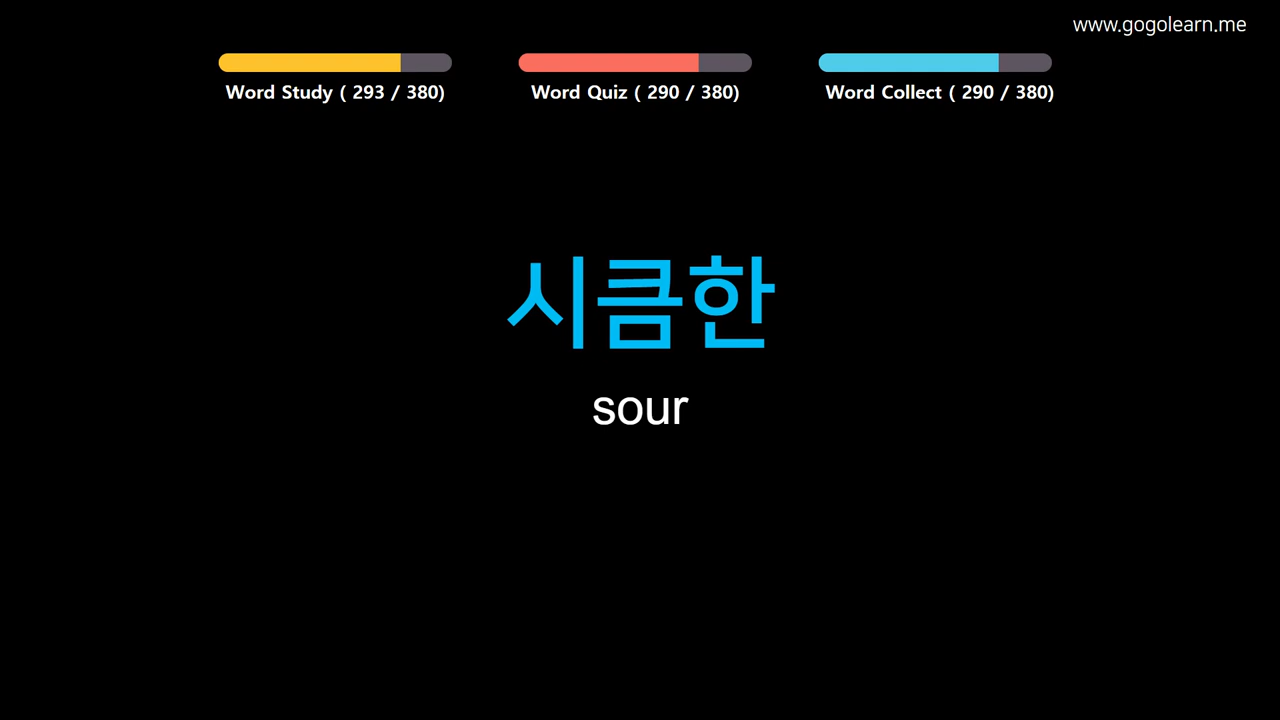 www.gogolearn.me
Word Study ( 293 / 380)
Word Quiz ( 290 / 380)
Word Collect ( 290 / 380)
시큼한
sour